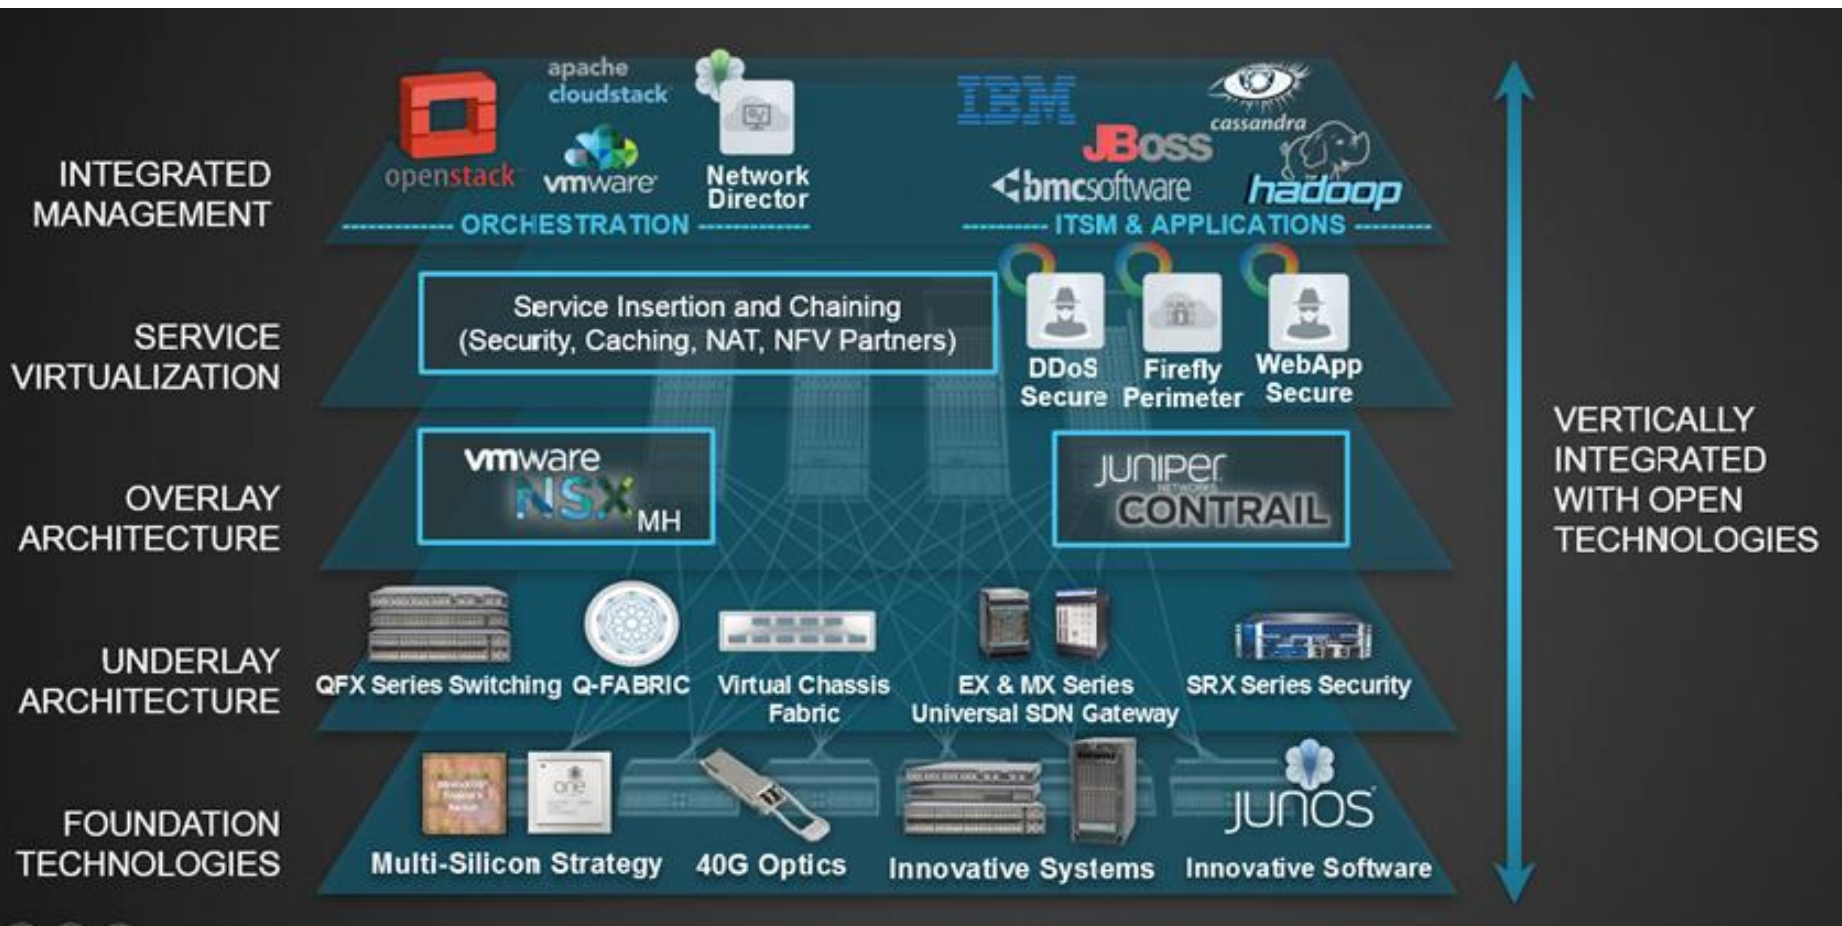 INTEGRATED
MANAGEMENT
openstack
apache
cloudstack
vmware
Network
Director
ORCHESTRATION
IBM
JBoss
bmcsoftware
cassandra
hadoop
ITSM & APPLICATIONS
SERVICE
VIRTUALIZATION
Service Insertion and Chaining
(Security, Caching, NAT, NFV Partners)
DDoS
Secure
Firefly
Perimeter
WebApp
Secure
OVERLAY
ARCHITECTURE
vmware
NSX MH
JUNIPER
NETWORKS
CONTRAIL
UNDERLAY
ARCHITECTURE
QFX Series Switching
Q-FABRIC
Virtual Chassis
Fabric
EX & MX Series
Universal SDN Gateway
SRX Series Security
FOUNDATION
TECHNOLOGIES
one
Multi-Silicon Strategy
40G Optics
Innovative Systems
JUNOS
Innovative Software
VERTICALLY
INTEGRATED
WITH OPEN
TECHNOLOGIES